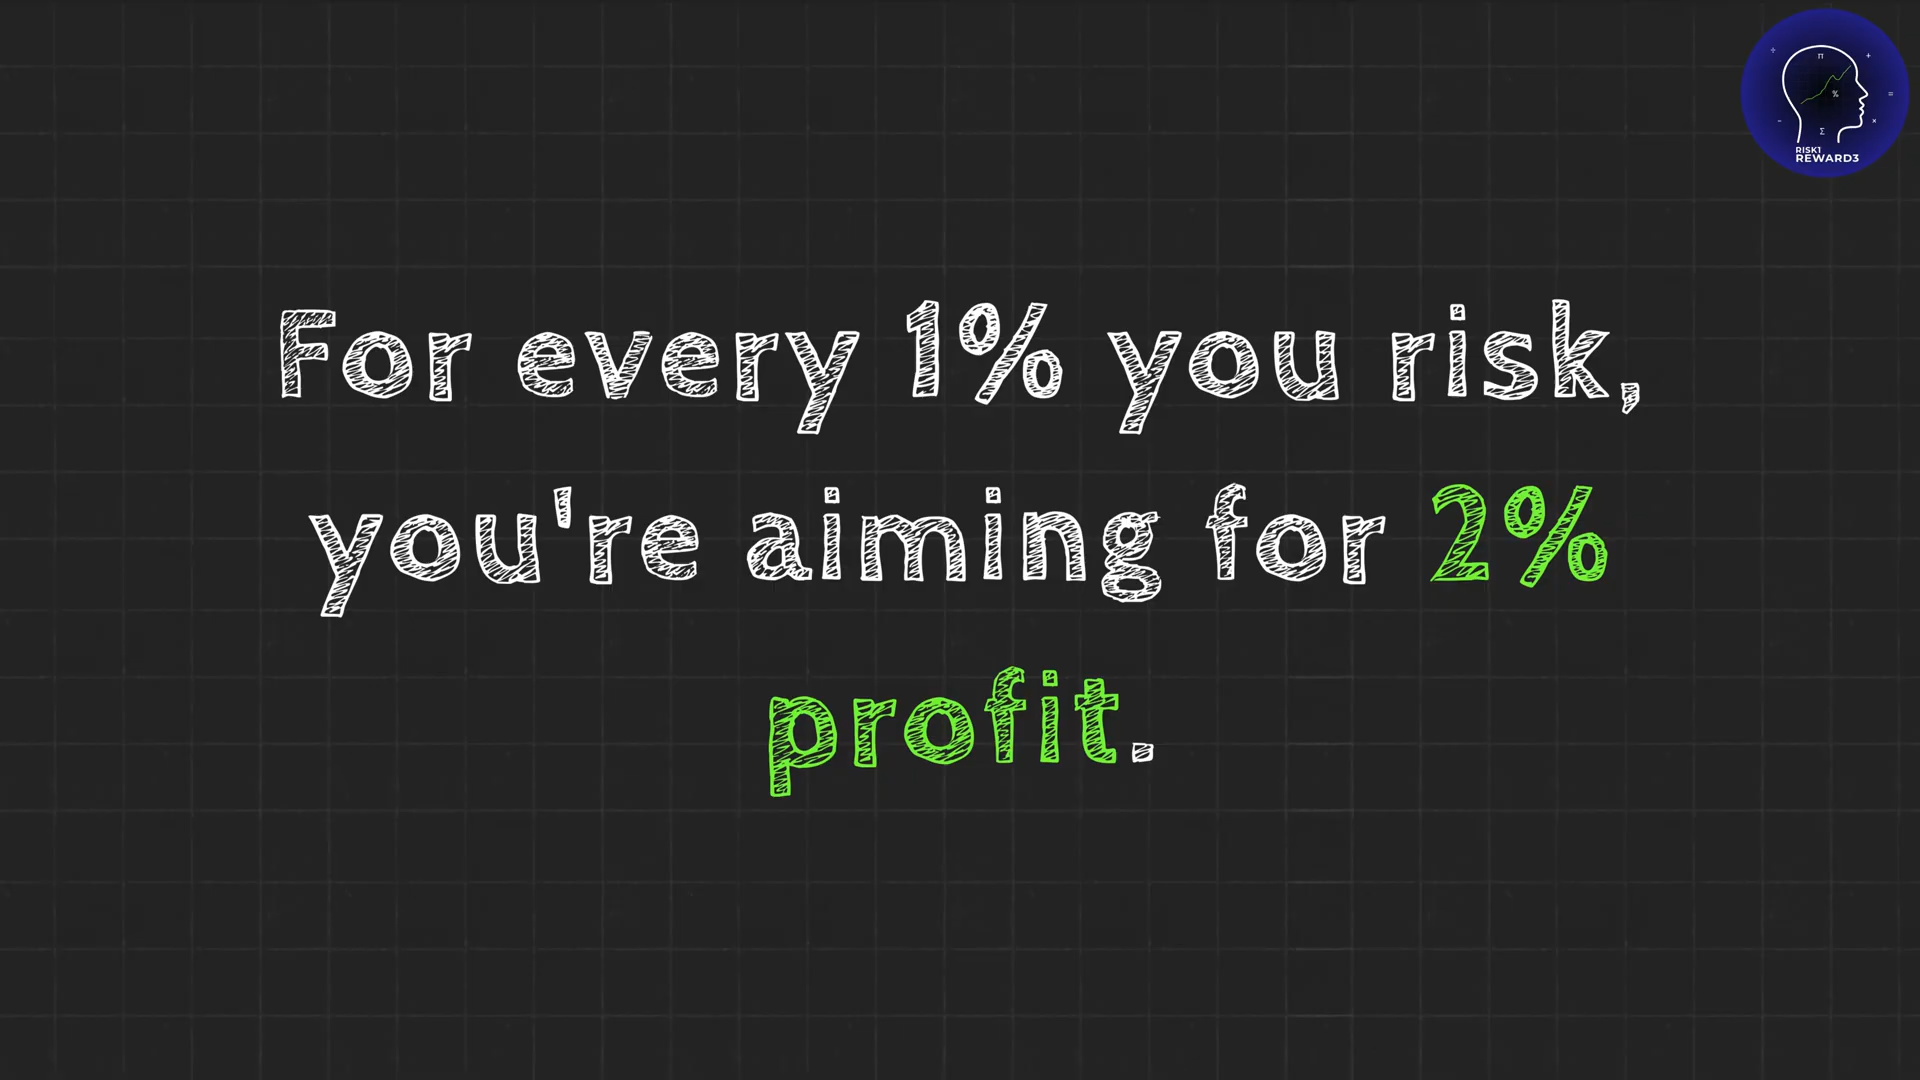 For every 1% you risk,
you're aiming for 2%
profit.
÷ π +
% =
- Σ ×
RISK1
REWARD3